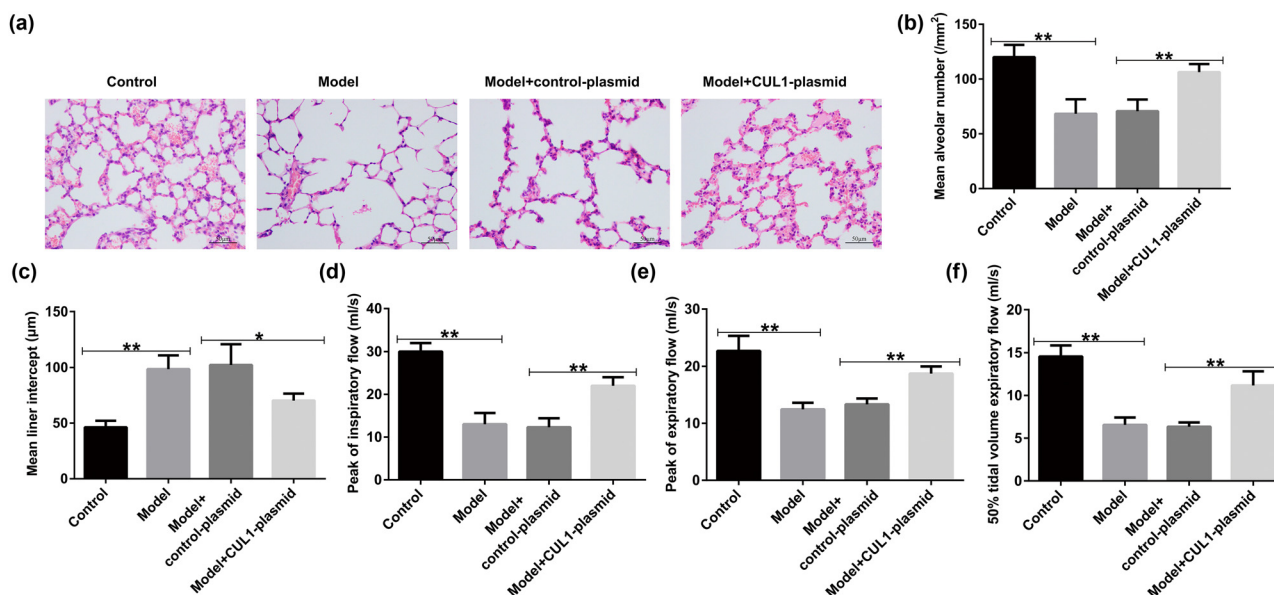 (a)
Control
Model
Model+control-plasmid
Model+CUL1-plasmid
50μm
50μm
50μm
50μm
(b)
Mean alveolar number (/mm²)
150
100
50
0
**
**
Control
Model
Model+
control-plasmid
Model+CUL1-plasmid
(c)
Mean liner intercept (μm)
150
100
50
0
**
*
Control
Model
Model+
control-plasmid
Model+CUL1-plasmid
(d)
Peak of inspiratory flow (ml/s)
40
30
20
10
0
**
**
Control
Model
Model+
control-plasmid
Model+CUL1-plasmid
(e)
Peak of expiratory flow (ml/s)
30
20
10
0
**
**
Control
Model
Model+
control-plasmid
Model+CUL1-plasmid
(f)
50% tidal volume expiratory flow (ml/s)
20
15
10
5
0
**
**
Control
Model
Model+
control-plasmid
Model+CUL1-plasmid